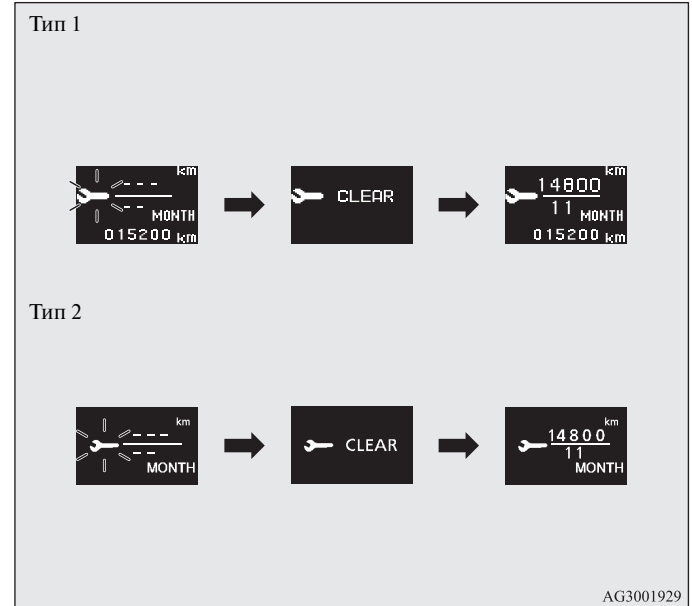 Тип 1
km
- - -
- -
MONTH
015200 km
CLEAR
km
14800
11 MONTH
015200 km
Тип 2
km
- - -
- -
MONTH
CLEAR
km
14800
11
MONTH
AG3001929